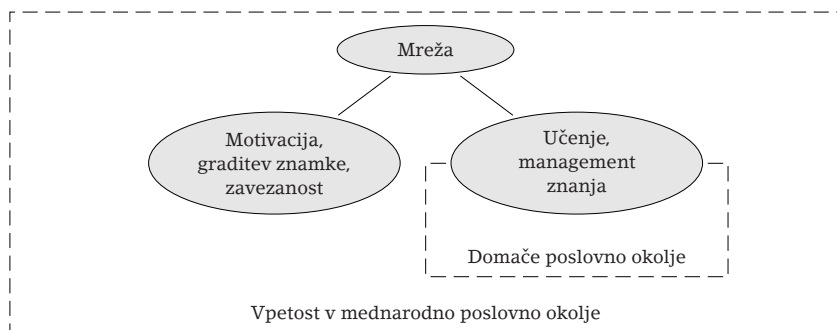 Mreža
Motivacija,
graditev znamke,
zavezanost
Učenje,
management
znanja
Domače poslovno okolje
Vpetost v mednarodno poslovno okolje